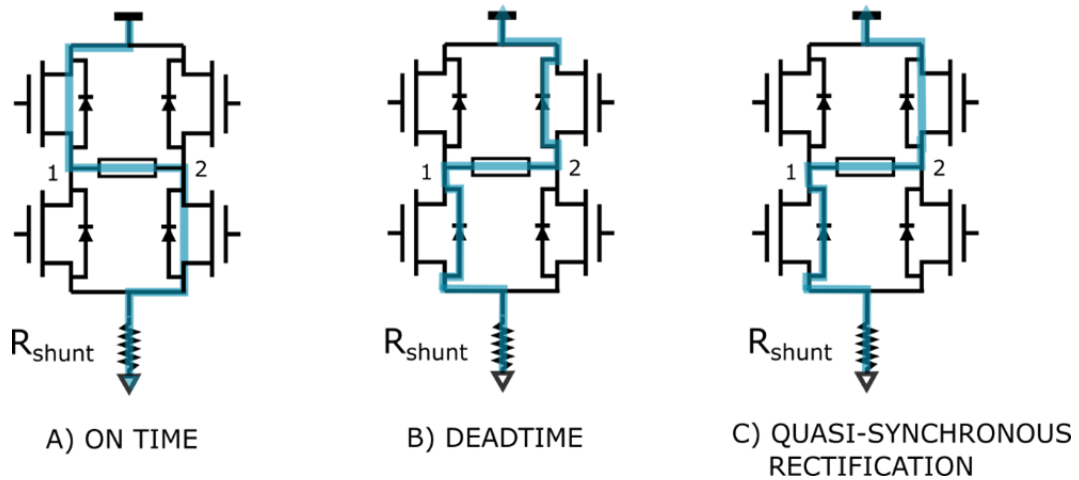 1 2
1 2
1 2
Rshunt
Rshunt
Rshunt
A) ON TIME
B) DEADTIME
C) QUASI-SYNCHRONOUS
RECTIFICATION